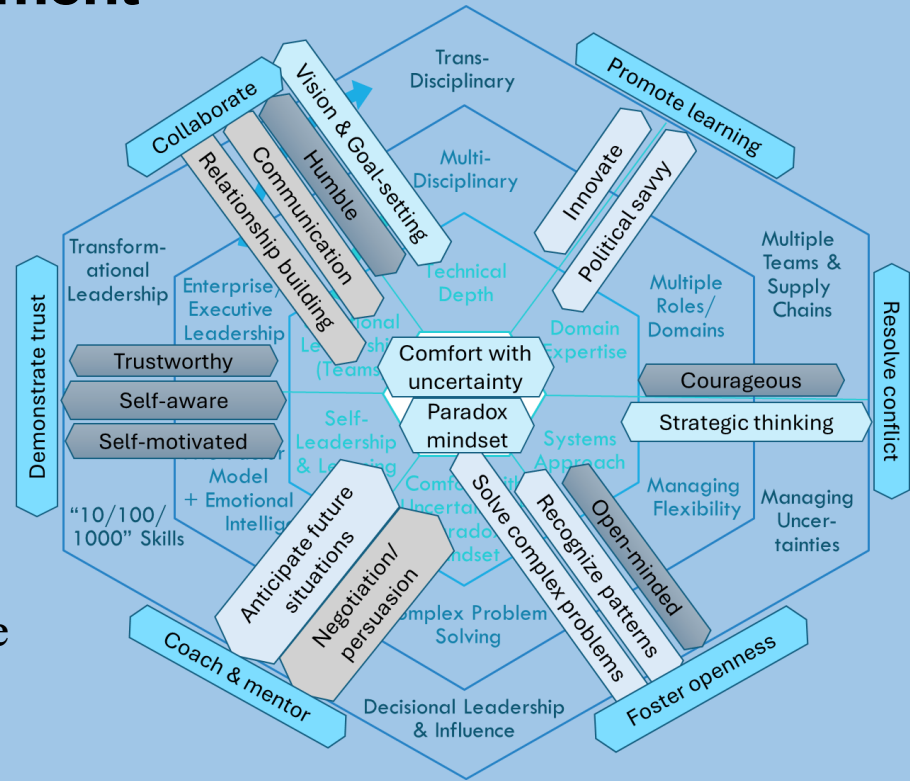 Trans-
Disciplinary
Promote learning
Collaborate
Vision & Goal-setting
Humble
Communication
Relationship building
Multi-
Disciplinary
Innovate
Political savvy
Transform-
ational
Leadership
Enterprise/
Executive
Leadership
Technical
Depth
Multiple
Roles/
Domains
Multiple
Teams &
Supply
Chains
Domain
Expertise
(Teams
Comfort with
uncertainty
Paradox
mindset
Demonstrate trust
Trustworthy
Self-aware
Self-motivated
Courageous
Strategic thinking
Resolve conflict
Self-
Leadership
Systems
Approach
Model
+ Emotional
"10/100/
1000" Skills
Managing
Flexibility
Managing
Uncer-
tainties
Anticipate future
situations
Negotiation/
persuasion
Solve complex problems
Recognize patterns
Open-minded
Problem
Solving
Coach & mentor
Foster openness
Decisional Leadership
& Influence